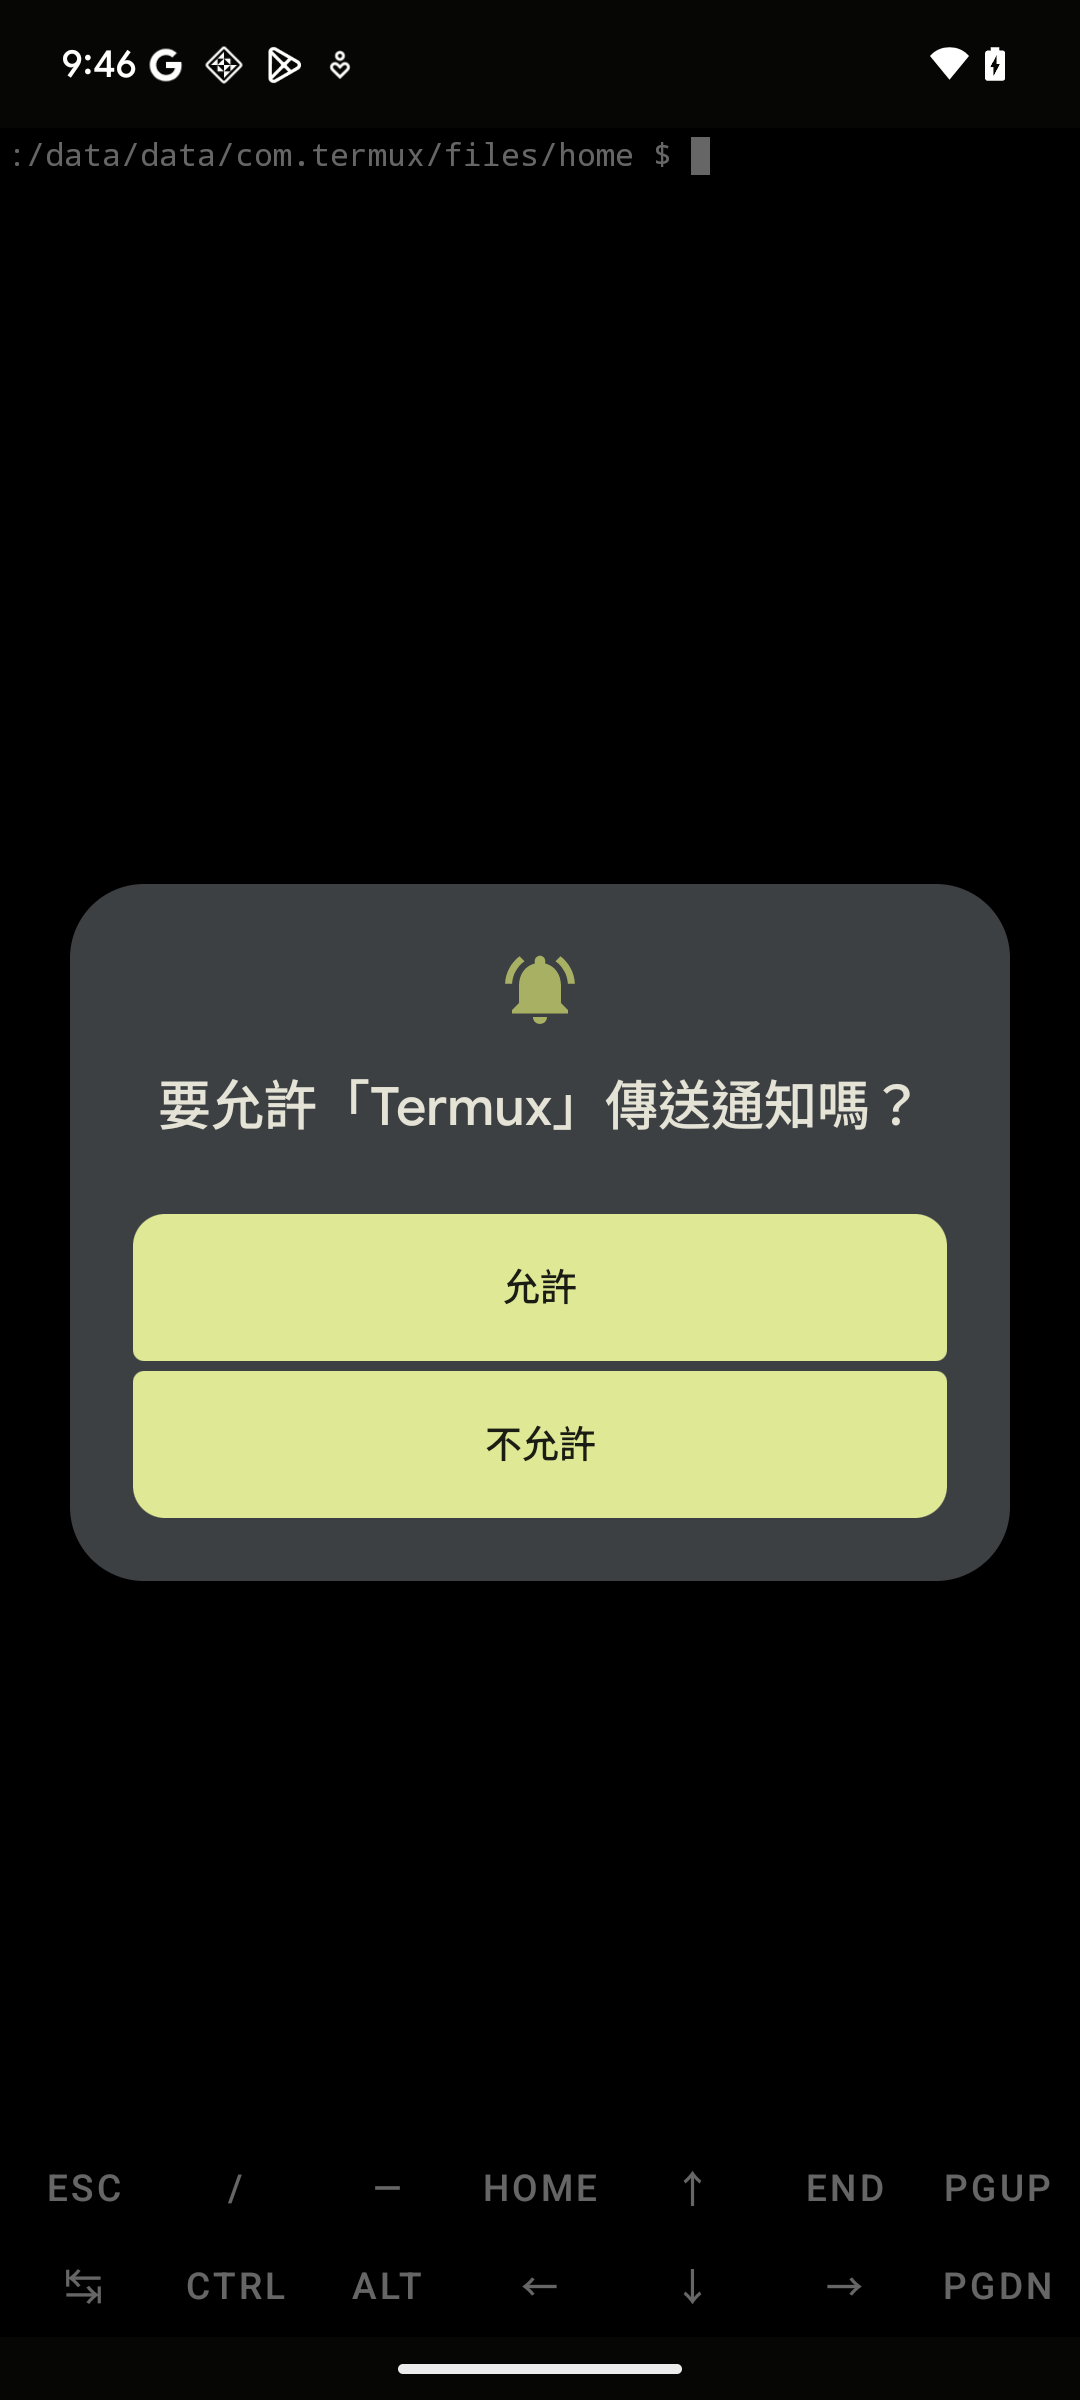 9:46
:/data/data/com.termux/files/home $
要允許「Termux」傳送通知嗎？
允許
不允許
ESC / — HOME ↑ END PGUP
↹ CTRL ALT ← ↓ → PGDN